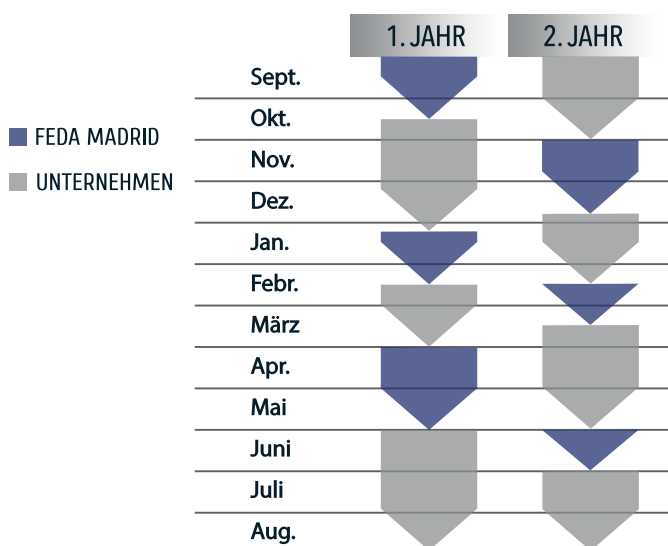 1. JAHR
2. JAHR
Sept.
Okt.
FEDA MADRID
Nov.
UNTERNEHMEN
Dez.
Jan.
Febr.
März
Apr.
Mai
Juni
Juli
Aug.